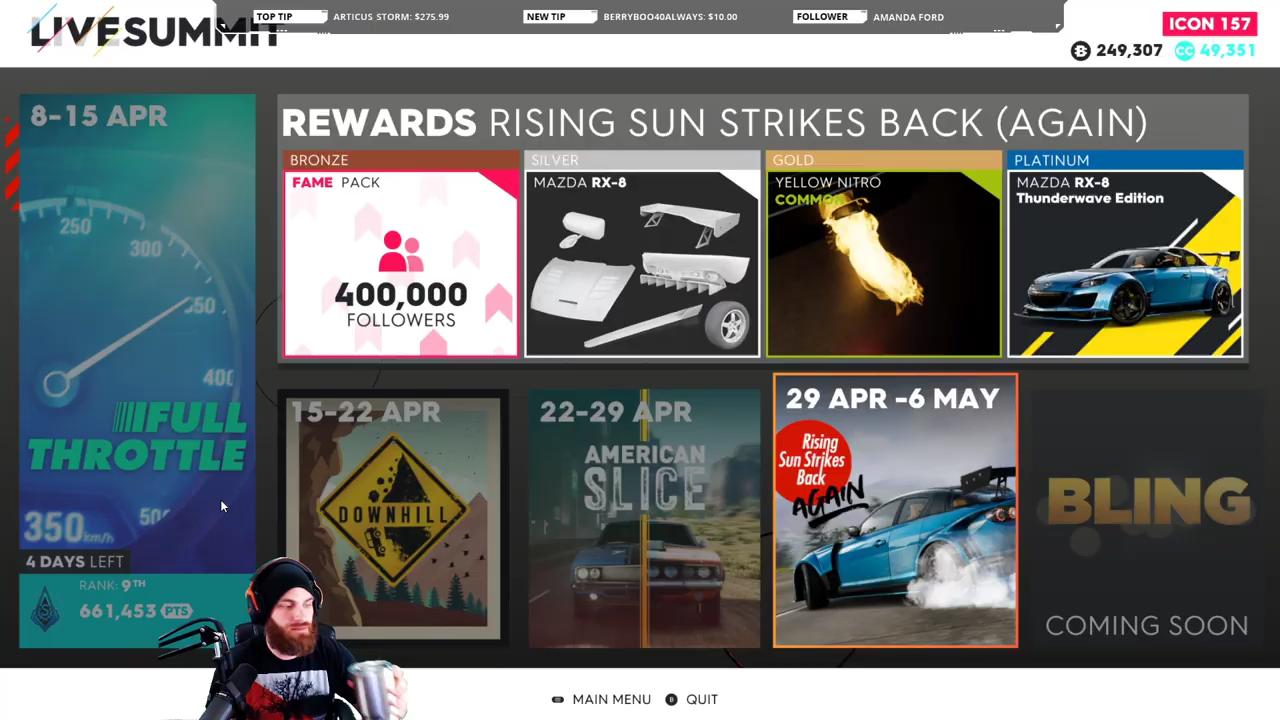 TOP TIP ARTICUS STORM: $275.99 NEW TIP BERRYBOO40ALWAYS: $10.00 FOLLOWER AMANDA FORD
LIVESUMMIT
ICON 157
249,307 CC 49,351
8-15 APR
250
300
350
400
500
FULL
THROTTLE
350km/h
4 DAYS LEFT
RANK: 9TH
661,453 PTS
REWARDS RISING SUN STRIKES BACK (AGAIN)
BRONZE
FAME PACK
400,000
FOLLOWERS
SILVER
MAZDA RX-8
GOLD
YELLOW NITRO
COMMON
PLATINUM
MAZDA RX-8
Thunderwave Edition
15-22 APR
DOWNHILL
22-29 APR
AMERICAN
SLICE
29 APR -6 MAY
Rising
Sun Strikes
Back
AGAIN
BLING
COMING SOON
MAIN MENU B QUIT